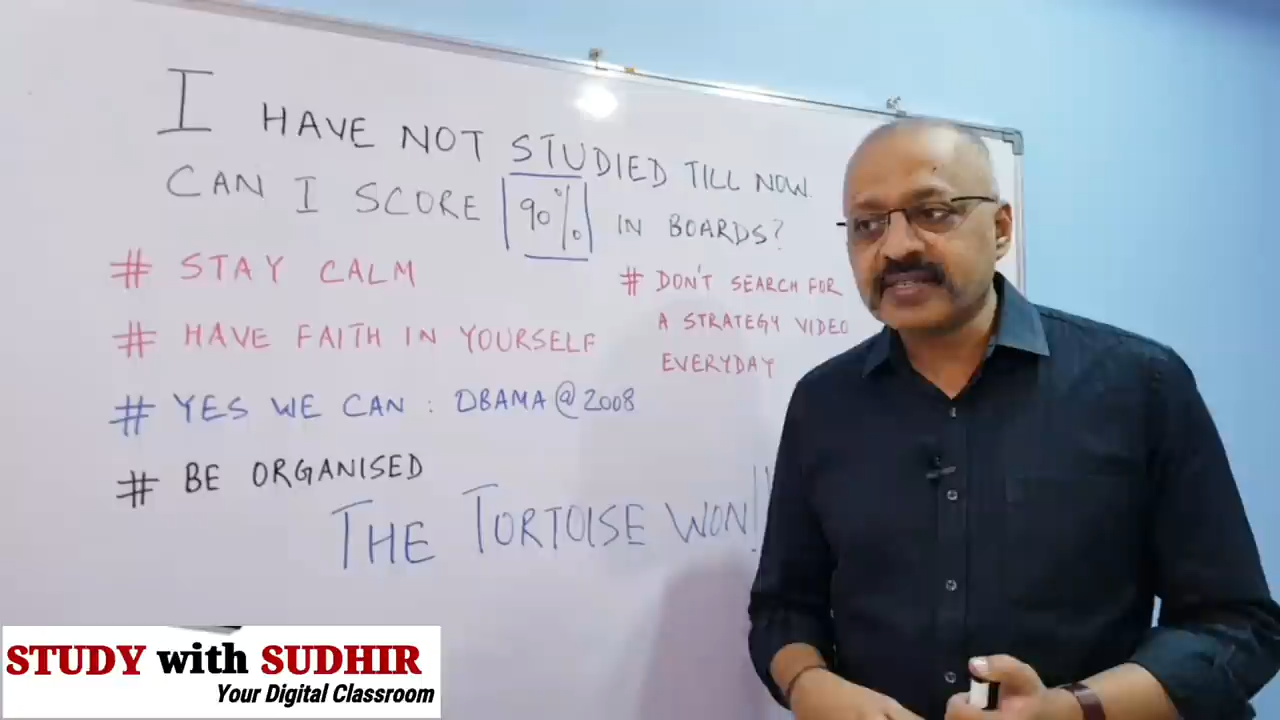 I HAVE NOT STUDIED TILL NOW.
CAN I SCORE 90% IN BOARDS?
# STAY CALM
# HAVE FAITH IN YOURSELF
# YES WE CAN : OBAMA@2008
# BE ORGANISED
# DON'T SEARCH FOR
A STRATEGY VIDEO
EVERYDAY
THE TORTOISE WON!!
STUDY with SUDHIR
Your Digital Classroom